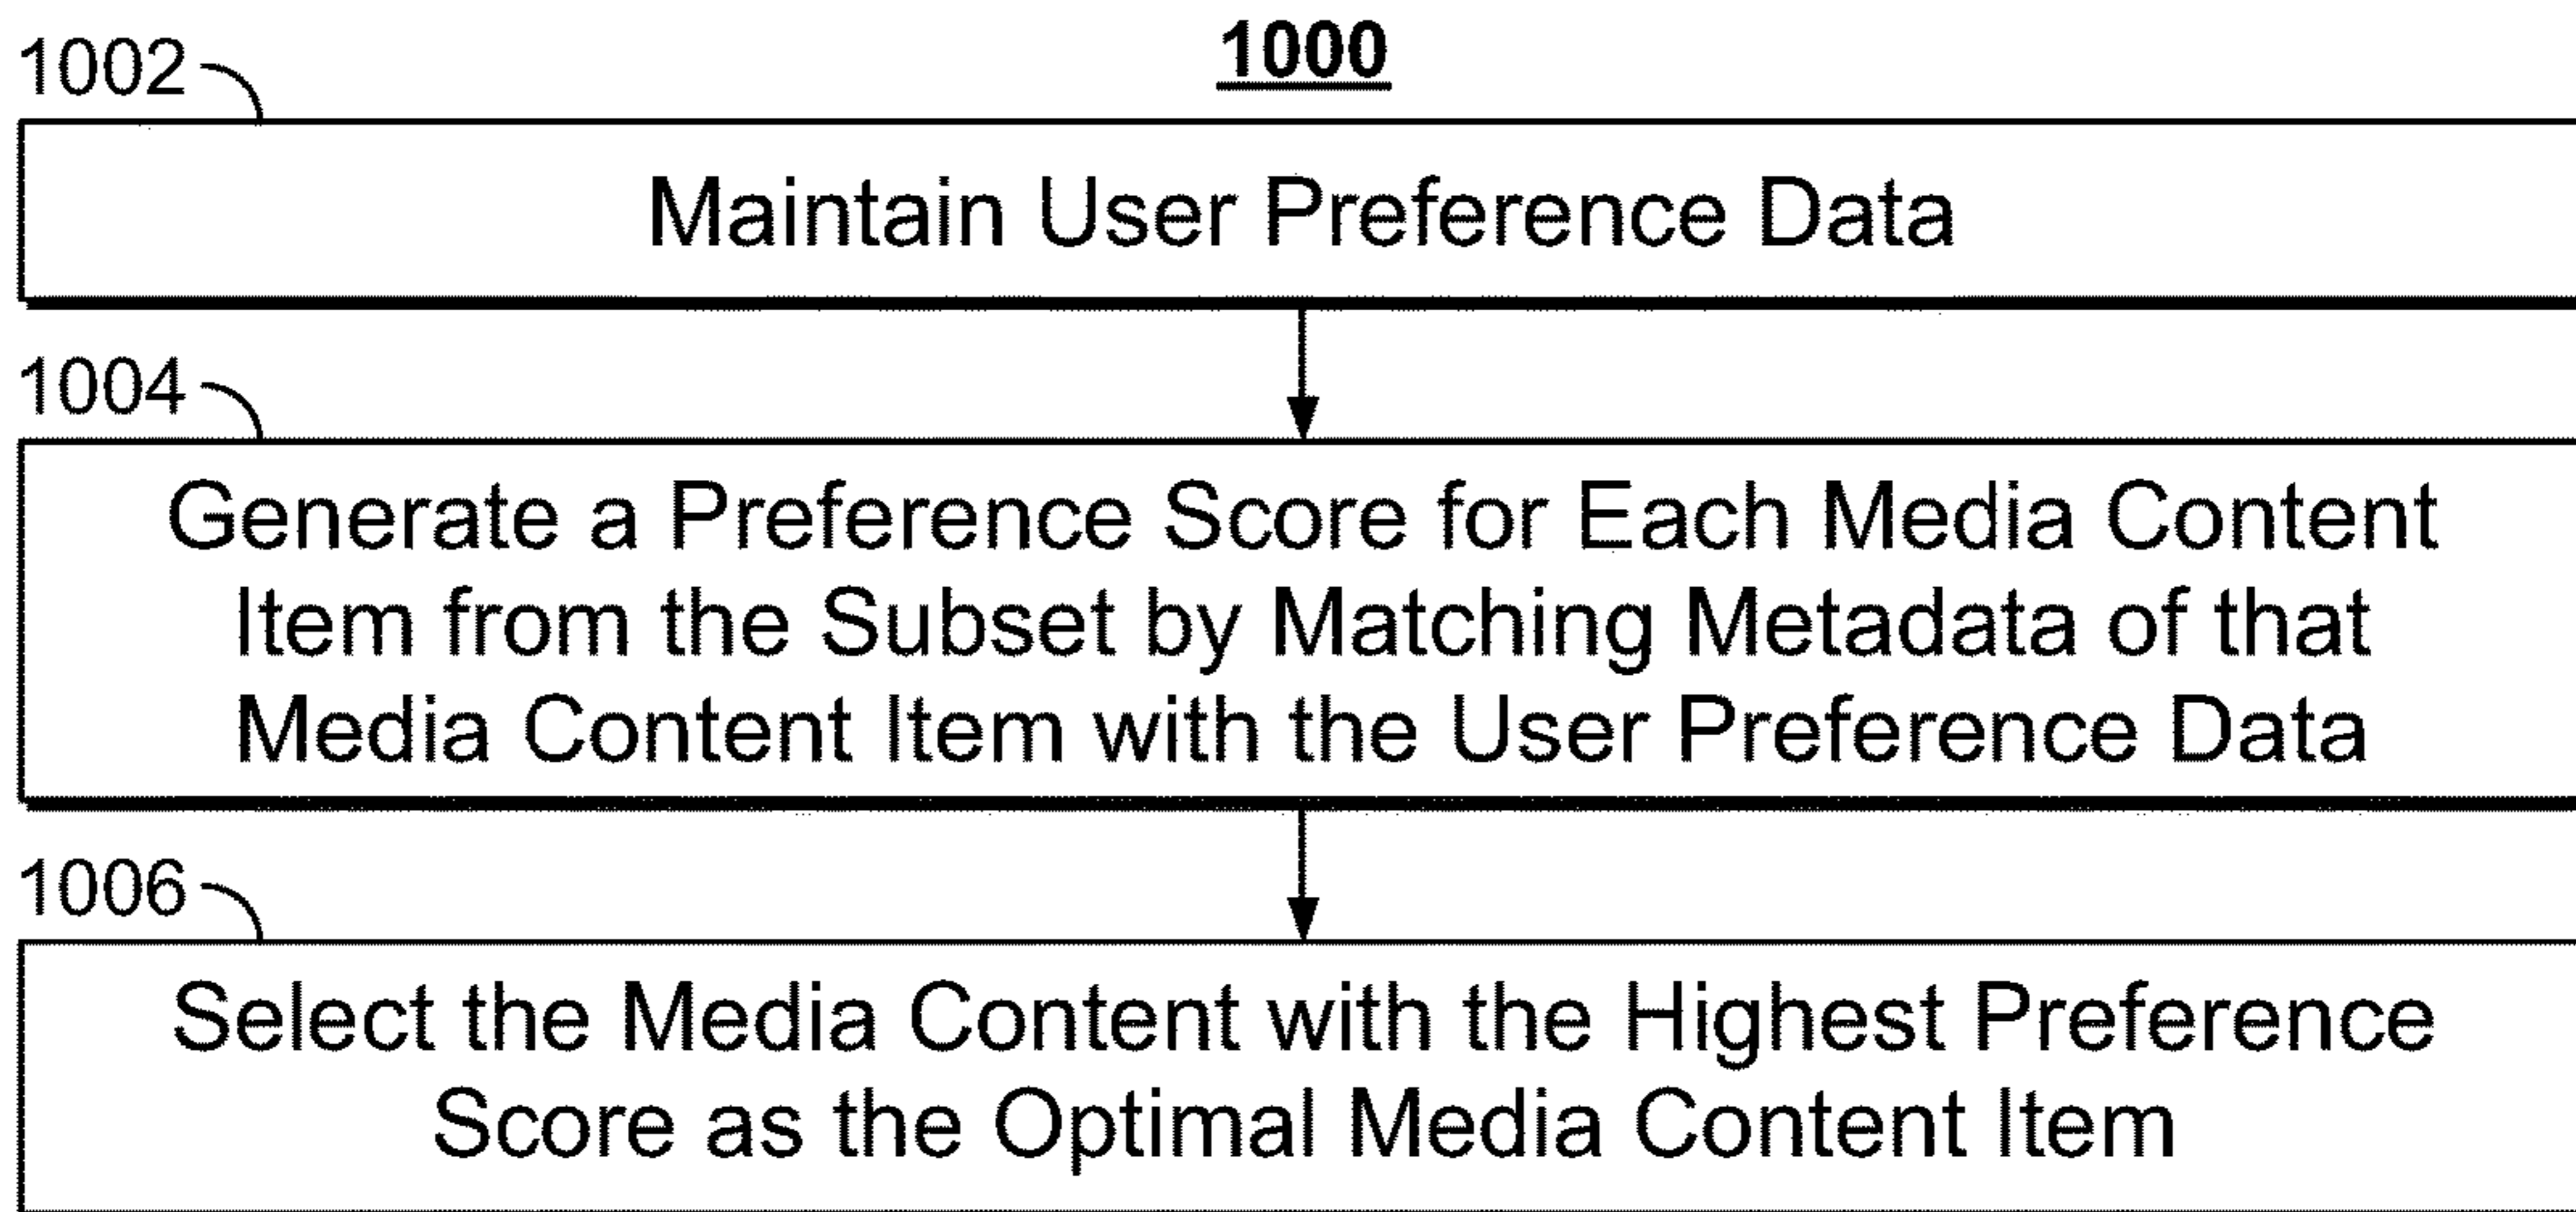 1000
1002
Maintain User Preference Data
1004
Generate a Preference Score for Each Media Content
Item from the Subset by Matching Metadata of that
Media Content Item with the User Preference Data
1006
Select the Media Content with the Highest Preference
Score as the Optimal Media Content Item